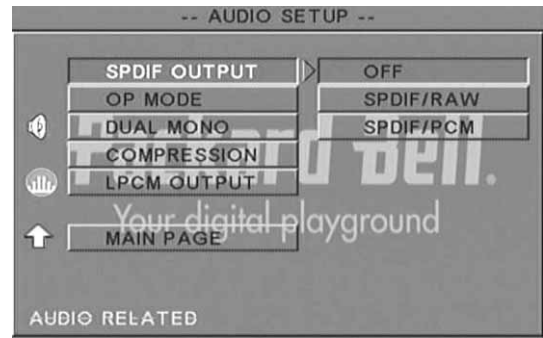 -- AUDIO SETUP --
SPDIF OUTPUT OFF
OP MODE SPDIF/RAW
DUAL MONO SPDIF/PCM
COMPRESSION
LPCM OUTPUT
Packard Bell.
Your digital playground
MAIN PAGE
AUDIO RELATED